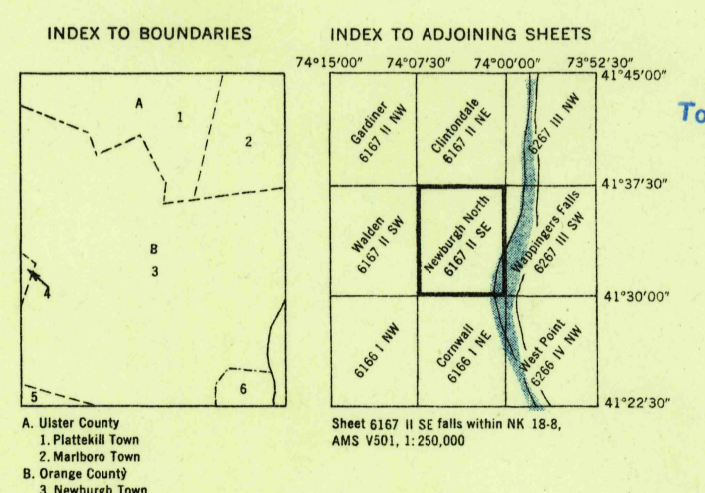 INDEX TO BOUNDARIES
A
1
2
B
3
4
5
6
A. Ulster County
1. Plattekill Town
2. Marlboro Town
B. Orange County
3. Newburgh Town
INDEX TO ADJOINING SHEETS
74°15'00" 74°07'30" 74°00'00" 73°52'30"
41°45'00"
Gardiner
6167 II NW
Clintondale
6167 II NE
6267 III NW
41°37'30"
Walden
6167 II SW
Newburgh North
6167 II SE
Wappingers Falls
6267 III SW
41°30'00"
6166 I NW
Cornwall
6166 I NE
West Point
6266 IV NW
41°22'30"
Sheet 6167 II SE falls within NK 18-8,
AMS V501, 1:250,000
To